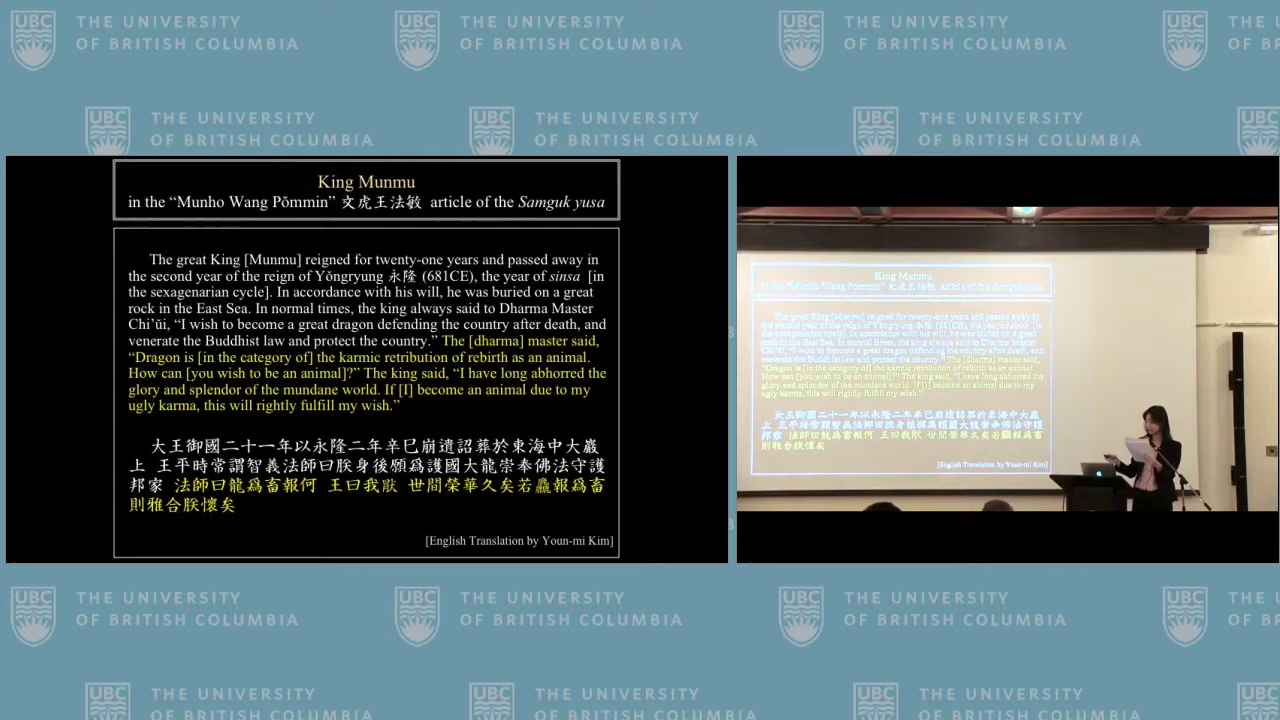 UBC THE UNIVERSITY OF BRITISH COLUMBIA
King Munmu
in the “Munho Wang Pŏmmin” 文虎王法敏 article of the Samguk yusa
The great King [Munmu] reigned for twenty-one years and passed away in
the second year of the reign of Yŏngryung 永隆 (681CE), the year of sinsa [in
the sexagenarian cycle]. In accordance with his will, he was buried on a great
rock in the East Sea. In normal times, the king always said to Dharma Master
Chi’ŭi, “I wish to become a great dragon defending the country after death, and
venerate the Buddhist law and protect the country.” The [dharma] master said,
“Dragon is [in the category of] the karmic retribution of rebirth as an animal.
How can [you wish to be an animal]?” The king said, “I have long abhorred the
glory and splendor of the mundane world. If [I] become an animal due to my
ugly karma, this will rightly fulfill my wish.”
大王御國二十一年以永隆二年辛巳崩遺詔葬於東海中大巖
上 王平時常謂智義法師曰朕身後願爲護國大龍崇奉佛法守護
邦家 法師曰龍爲畜報何 王曰我猒 世間榮華久矣若麤報爲畜
則雅合朕懷矣
[English Translation by Youn-mi Kim]